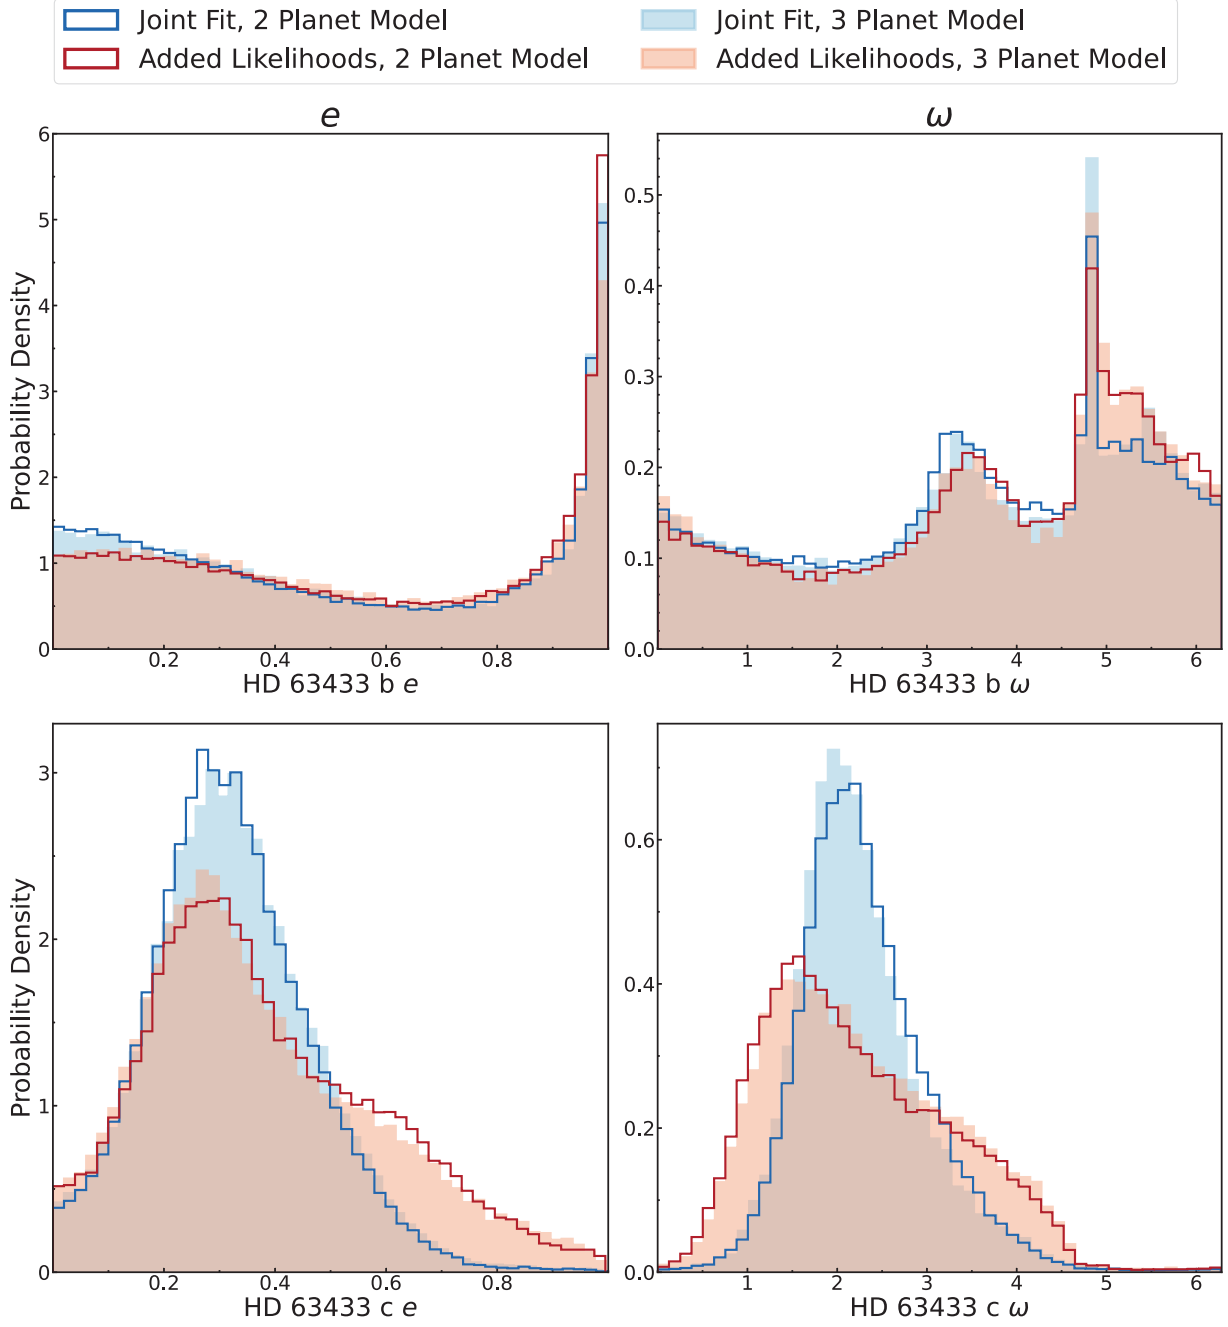 Joint Fit, 2 Planet Model
Joint Fit, 3 Planet Model
Added Likelihoods, 2 Planet Model
Added Likelihoods, 3 Planet Model
e
ω
Probability Density
6
5
4
3
2
1
0
0.2 0.4 0.6 0.8
HD 63433 b e
0.5
0.4
0.3
0.2
0.1
0.0
1 2 3 4 5 6
HD 63433 b ω
Probability Density
3
2
1
0
0.2 0.4 0.6 0.8
HD 63433 c e
0.6
0.4
0.2
0.0
1 2 3 4 5 6
HD 63433 c ω